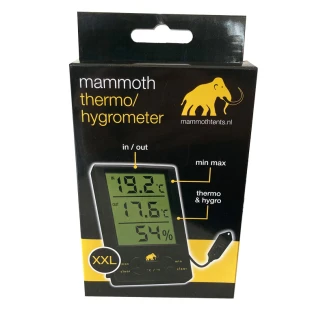 mammoth
thermo/
hygrometer
mammothtents.nl
in / out
min max
thermo
& hygro
19.2°C
17.6°C
54%
XXL